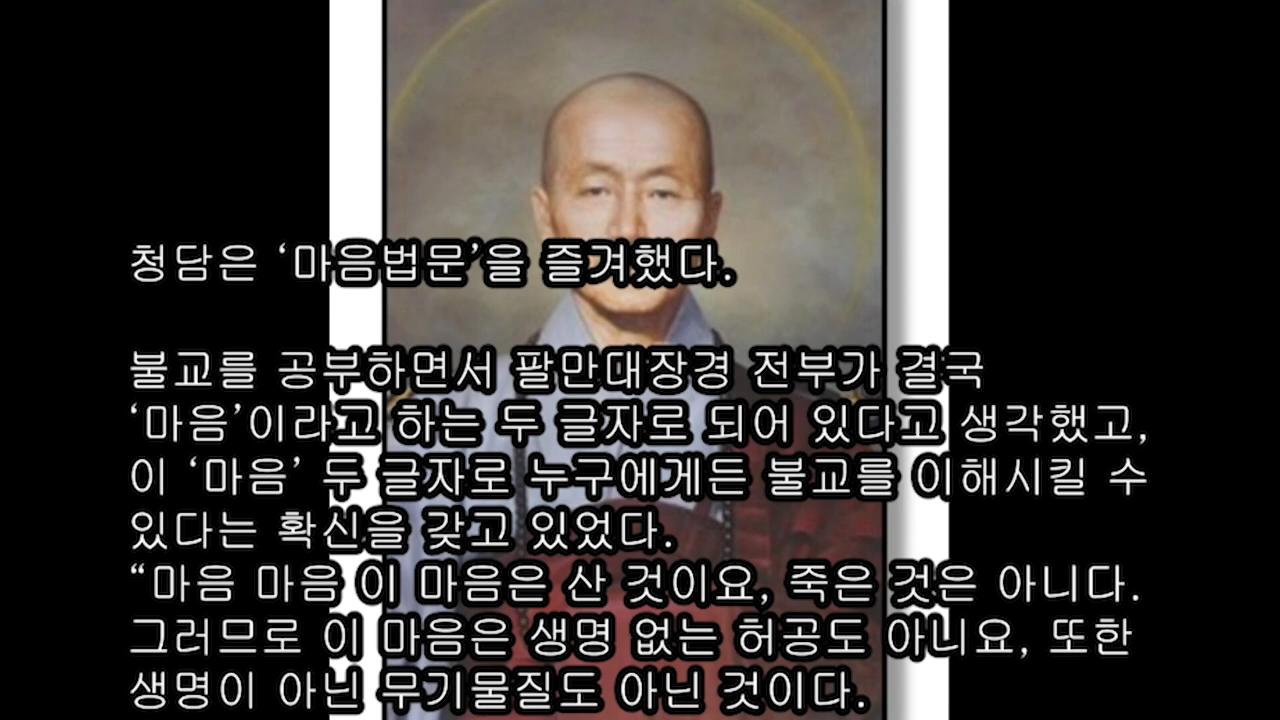 청담은 ‘마음법문’을 즐겨했다.
불교를 공부하면서 팔만대장경 전부가 결국
‘마음’이라고 하는 두 글자로 되어 있다고 생각했고,
이 ‘마음’ 두 글자로 누구에게든 불교를 이해시킬 수
있다는 확신을 갖고 있었다.
“마음 마음 이 마음은 산 것이요, 죽은 것은 아니다.
그러므로 이 마음은 생명 없는 허공도 아니요, 또한
생명이 아닌 무기물질도 아닌 것이다.